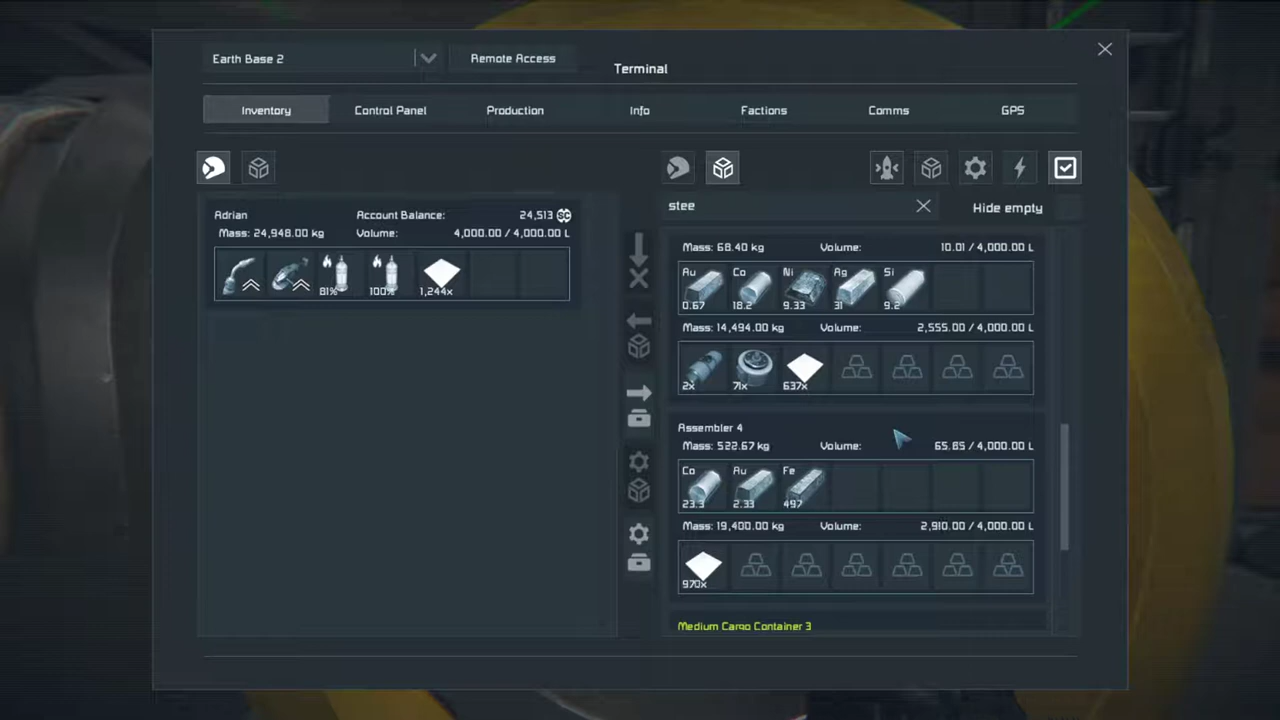 Earth Base 2
Remote Access
Terminal
Inventory
Control Panel
Production
Info
Factions
Comms
GPS
stee
Hide empty
Adrian
Account Balance: 24,513 SC
Mass: 24,948.00 kg
Volume: 4,000.00 / 4,000.00 L
81%
100%
1,244x
Mass: 68.40 kg
Volume: 10.01 / 4,000.00 L
Au Co Ni Ag Si
0.67 18.2 9.33 31 9.2
Mass: 14,494.00 kg
Volume: 2,555.00 / 4,000.00 L
2x 71x 637x
Assembler 4
Mass: 522.67 kg
Volume: 65.65 / 4,000.00 L
Co Au Fe
23.3 2.33 497
Mass: 19,400.00 kg
Volume: 2,910.00 / 4,000.00 L
970x
Medium Cargo Container 3